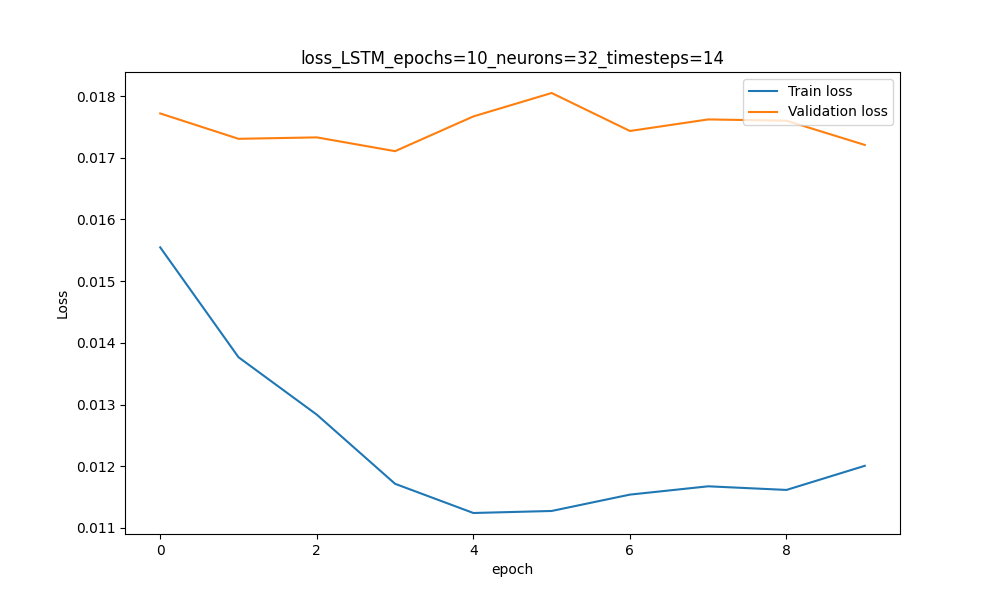 loss_LSTM_epochs=10_neurons=32_timesteps=14
Train loss
Validation loss
0.018
0.017
0.016
0.015
0.014
0.013
0.012
0.011
Loss
0 2 4 6 8
epoch